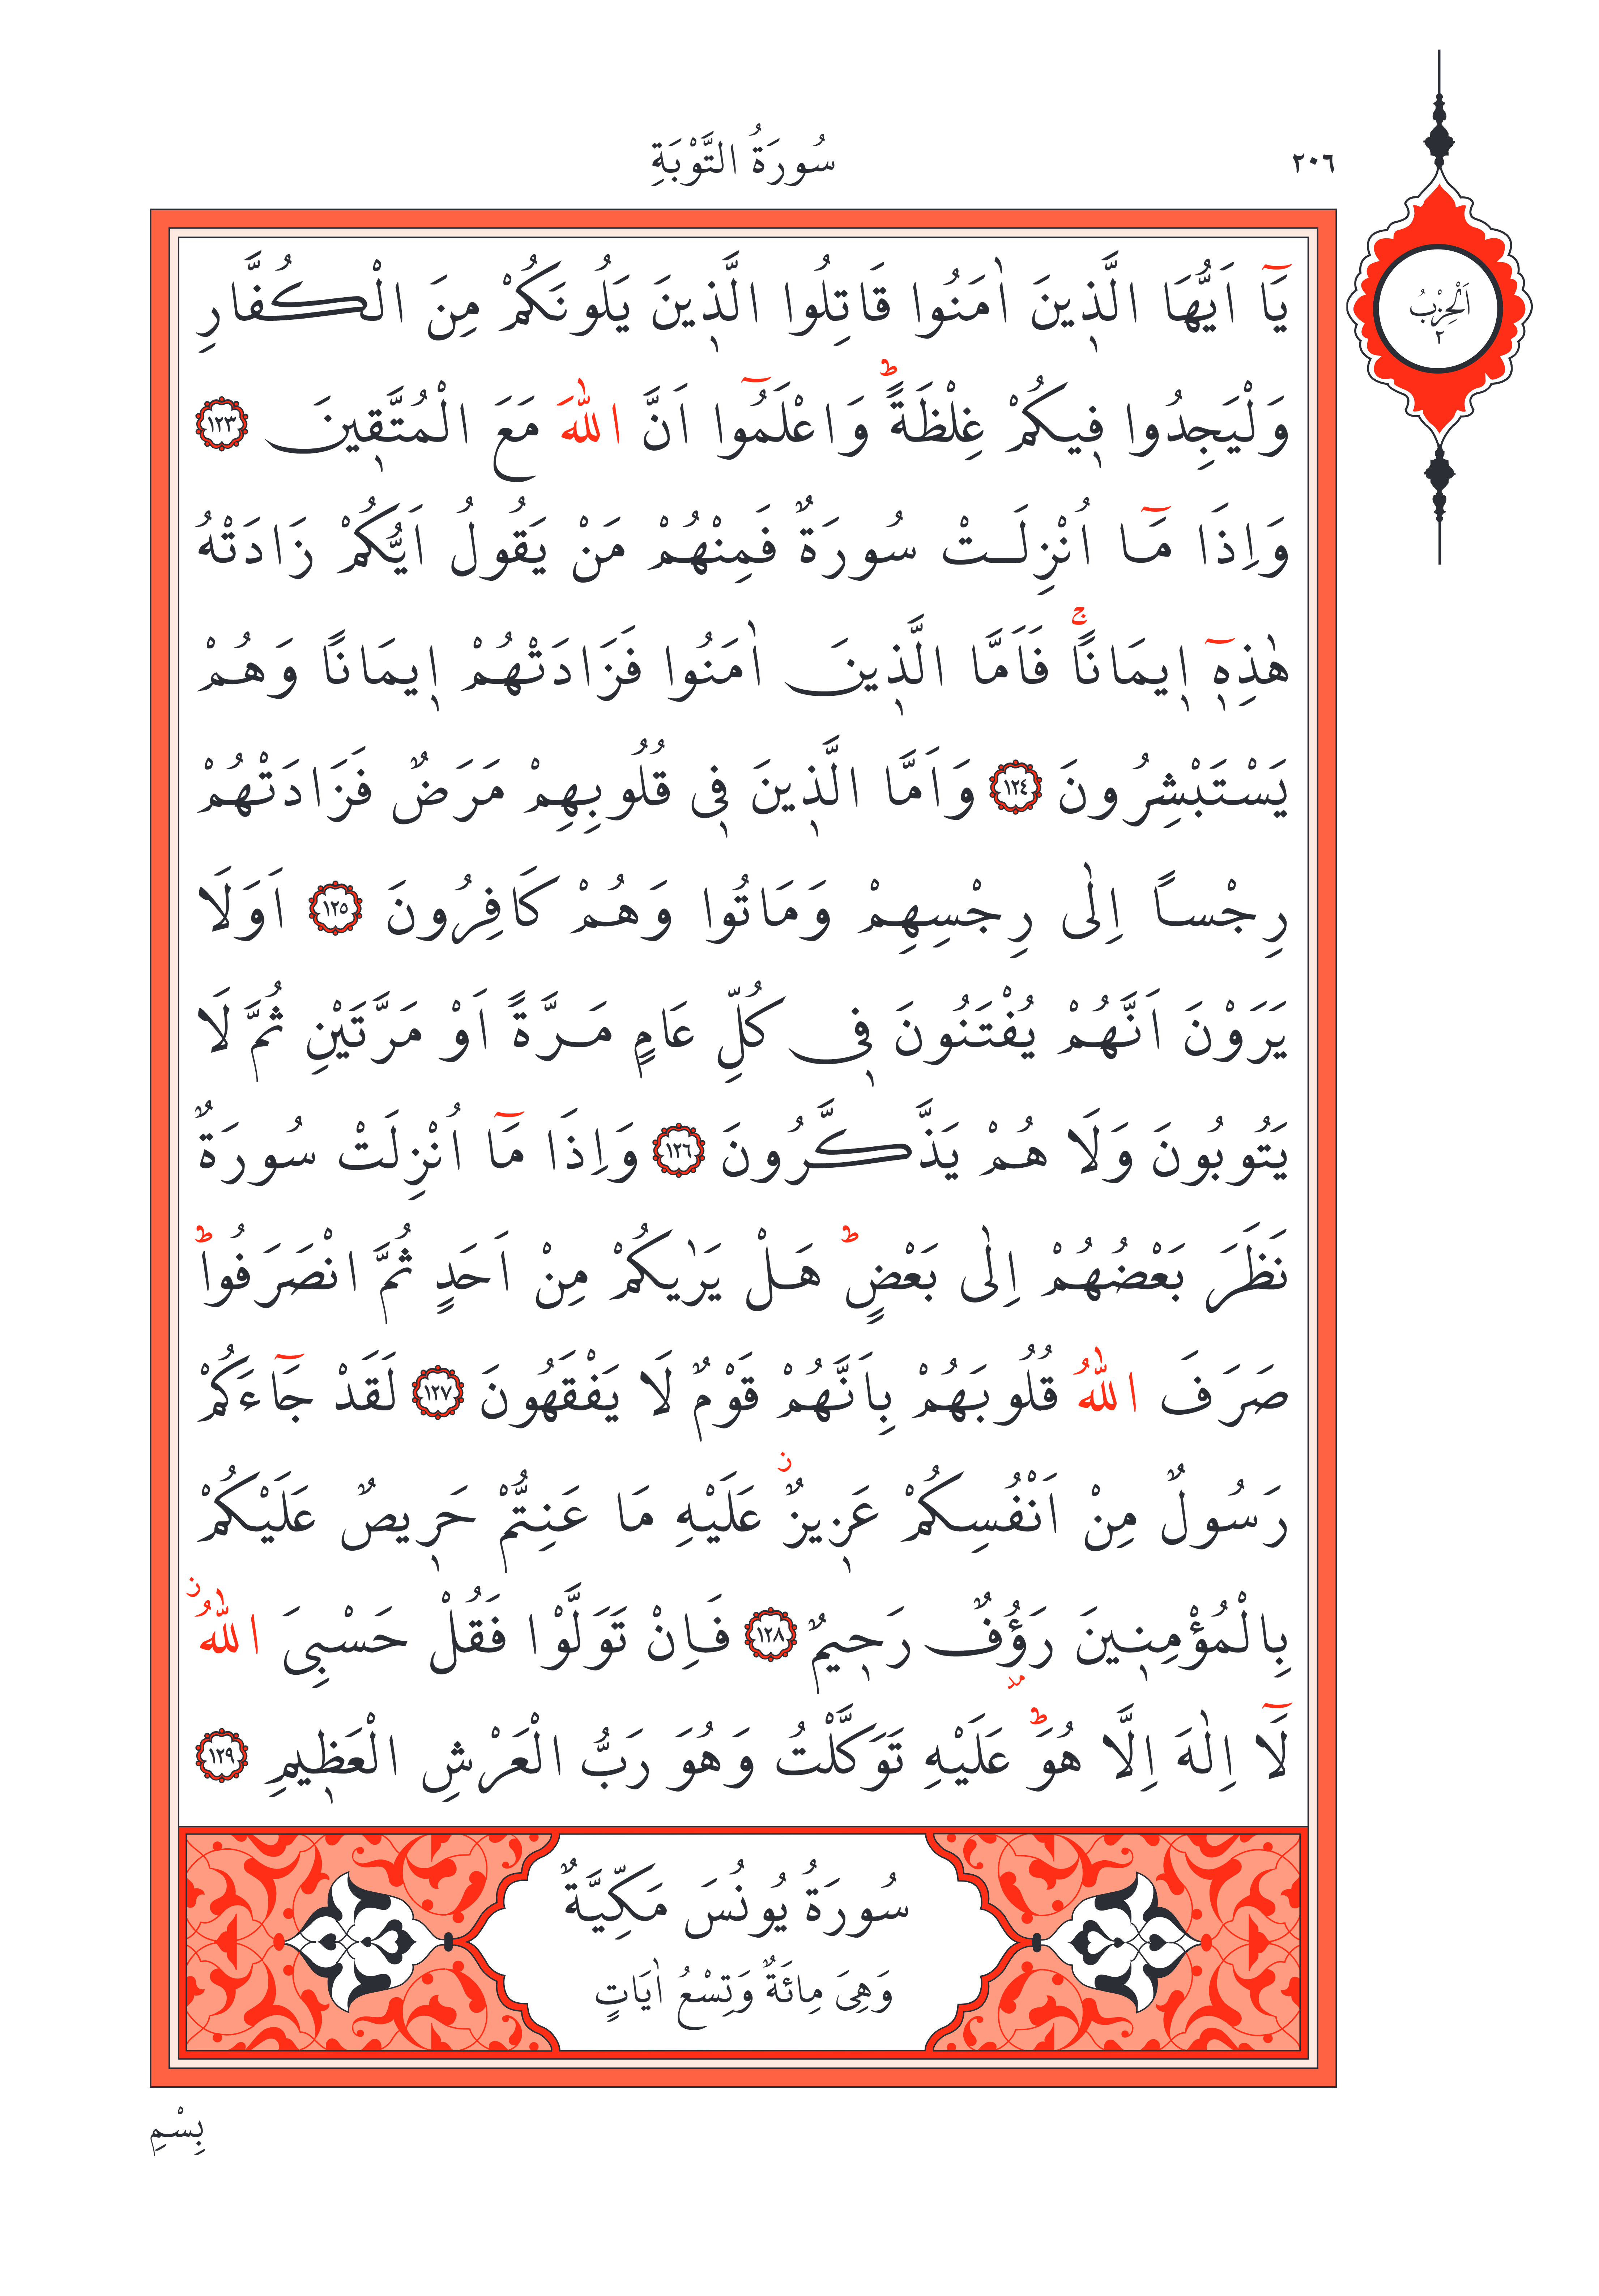 سُورَةُ التَّوْبَةِ
٢٠٦
اَلْحِزْبُ
٢
يَٓا اَيُّهَا الَّذ۪ينَ اٰمَنُوا قَاتِلُوا الَّذ۪ينَ يَلُونَكُمْ مِنَ الْكُفَّارِ
وَلْيَجِدُوا ف۪يكُمْ غِلْظَةًۜ وَاعْلَمُٓوا اَنَّ اللّٰهَ مَعَ الْمُتَّق۪ينَ ﴿١٢٣﴾
وَاِذَا مَٓا اُنْزِلَتْ سُورَةٌ فَمِنْهُمْ مَنْ يَقُولُ اَيُّكُمْ زَادَتْهُ
هٰذِه۪ٓ ا۪يمَانًاۚ فَاَمَّا الَّذ۪ينَ اٰمَنُوا فَزَادَتْهُمْ ا۪يمَانًا وَهُمْ
يَسْتَبْشِرُونَ ﴿١٢٤﴾ وَاَمَّا الَّذ۪ينَ ف۪ي قُلُوبِهِمْ مَرَضٌ فَزَادَتْهُمْ
رِجْساً اِلٰى رِجْسِهِمْ وَمَاتُوا وَهُمْ كَافِرُونَ ﴿١٢٥﴾ اَوَلَا
يَرَوْنَ اَنَّهُمْ يُفْتَنُونَ ف۪ي كُلِّ عَامٍ مَرَّةً اَوْ مَرَّتَيْنِ ثُمَّ لَا
يَتُوبُونَ وَلَا هُمْ يَذَّكَّرُونَ ﴿١٢٦﴾ وَاِذَا مَٓا اُنْزِلَتْ سُورَةٌ
نَظَرَ بَعْضُهُمْ اِلٰى بَعْضٍۜ هَلْ يَرٰيكُمْ مِنْ اَحَدٍ ثُمَّ انْصَرَفُواۜ
صَرَفَ اللّٰهُ قُلُوبَهُمْ بِاَنَّهُمْ قَوْمٌ لَا يَفْقَهُونَ ﴿١٢٧﴾ لَقَدْ جَٓاءَكُمْ
رَسُولٌ مِنْ اَنْفُسِكُمْ عَز۪يزٌۘ عَلَيْهِ مَا عَنِتُّمْ حَر۪يصٌ عَلَيْكُمْ
بِالْمُؤْمِن۪ينَ رَؤُ۫فٌ رَح۪يمٌ ﴿١٢٨﴾ فَاِنْ تَوَلَّوْا فَقُلْ حَسْبِيَ اللّٰهُۘ
لَٓا اِلٰهَ اِلَّا هُوَۜ عَلَيْهِ تَوَكَّلْتُ وَهُوَ رَبُّ الْعَرْشِ الْعَظ۪يمِ ﴿١٢٩﴾
سُورَةُ يُونُسَ مَكِّيَّةٌ
وَهِيَ مِائَةٌ وَتِسْعُ اٰيَاتٍ
بِسْمِ